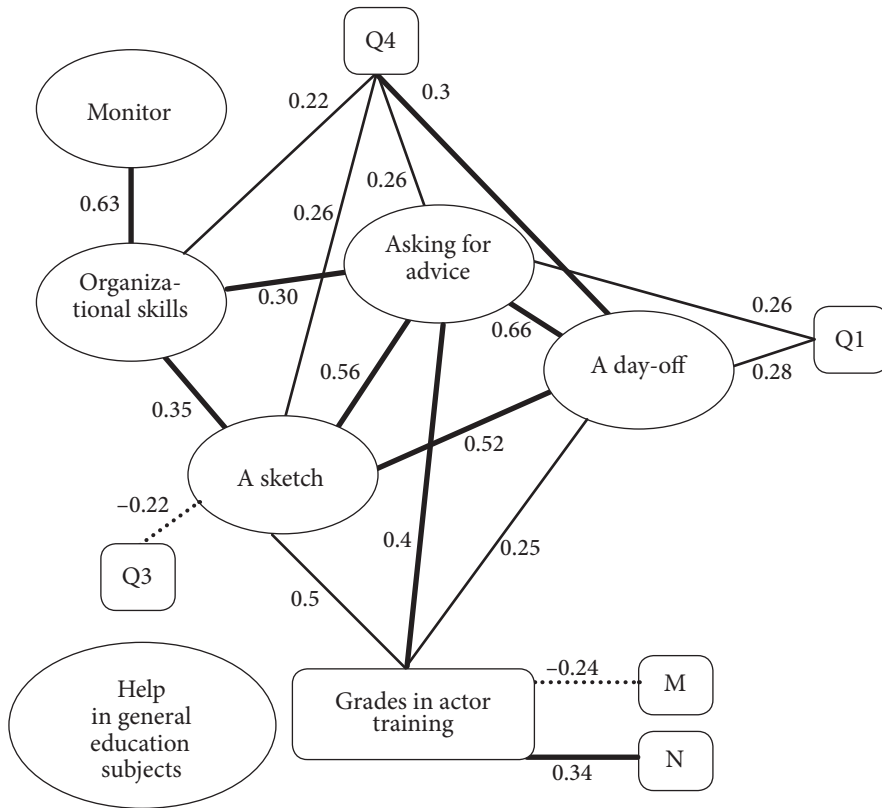 Q4
0.22
0.3
Monitor
0.63
0.26
0.26
Asking for
advice
Organiza-
tional skills
0.30
0.26
Q1
0.66
A day-off
0.28
0.56
0.35
0.52
A sketch
–0.22
Q3
0.4
0.25
0.5
Help
in general
education
subjects
Grades in actor
training
–0.24
M
0.34
N